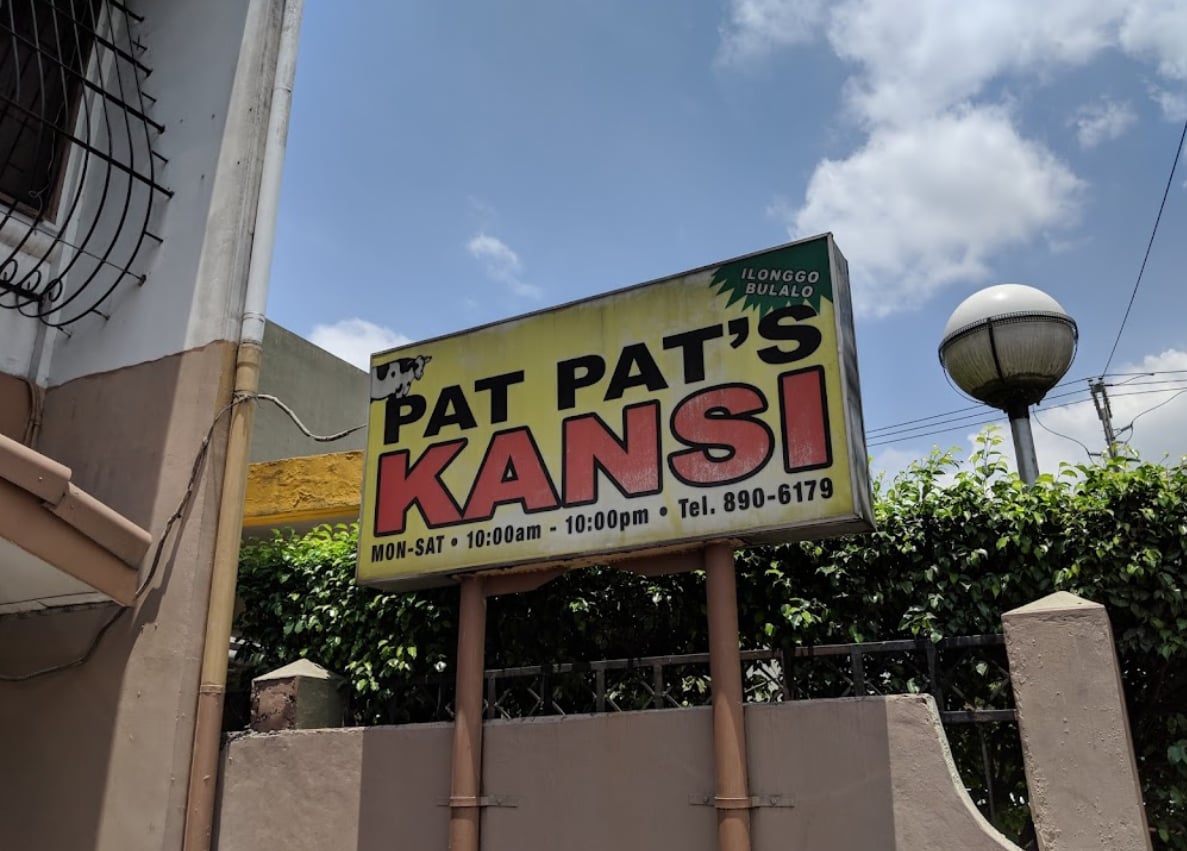 ILONGGO
BULALO
PAT PAT'S
KANSI
MON-SAT • 10:00am - 10:00pm • Tel. 890-6179